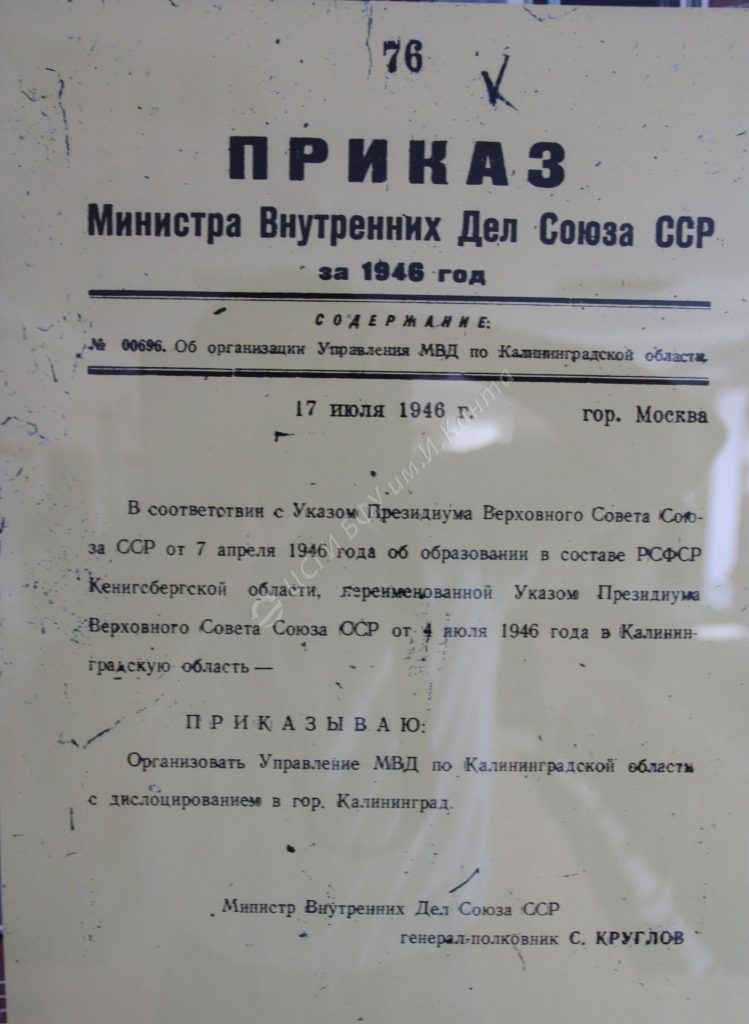 76
ПРИКАЗ
Министра Внутренних Дел Союза ССР
за 1946 год
СОДЕРЖАНИЕ:
№ 00696. Об организации Управления МВД по Калининградской области.
17 июля 1946 г. гор. Москва
В соответствии с Указом Президиума Верховного Совета Сою-
за ССР от 7 апреля 1946 года об образовании в составе РСФСР
Кенигсбергской области, переименованной Указом Президиума
Верховного Совета Союза ССР от 4 июля 1946 года в Калинин-
градскую область —
ПРИКАЗЫВАЮ:
Организовать Управление МВД по Калининградской области
с дислоцированием в гор. Калининград.
Министр Внутренних Дел Союза ССР
генерал-полковник С. КРУГЛОВ
ЦСПИ БФУ им.И.Канта